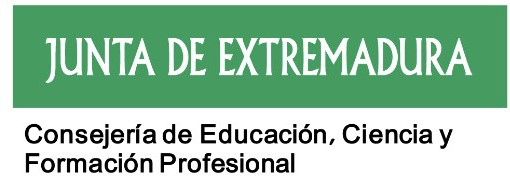 JUNTA DE EXTREMADURA
Consejería de Educación, Ciencia y
Formación Profesional